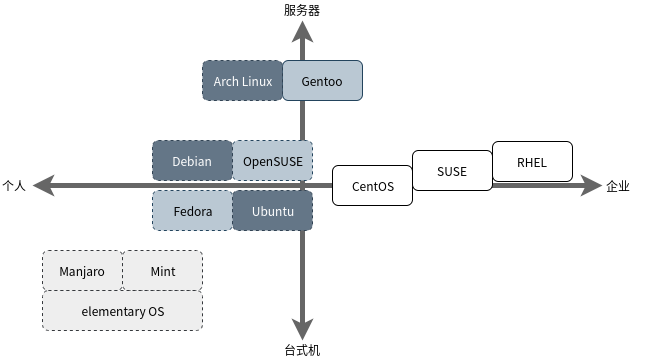 服务器
Arch Linux
Gentoo
Debian
OpenSUSE
SUSE
RHEL
个人
CentOS
企业
Fedora
Ubuntu
Manjaro
Mint
elementary OS
台式机